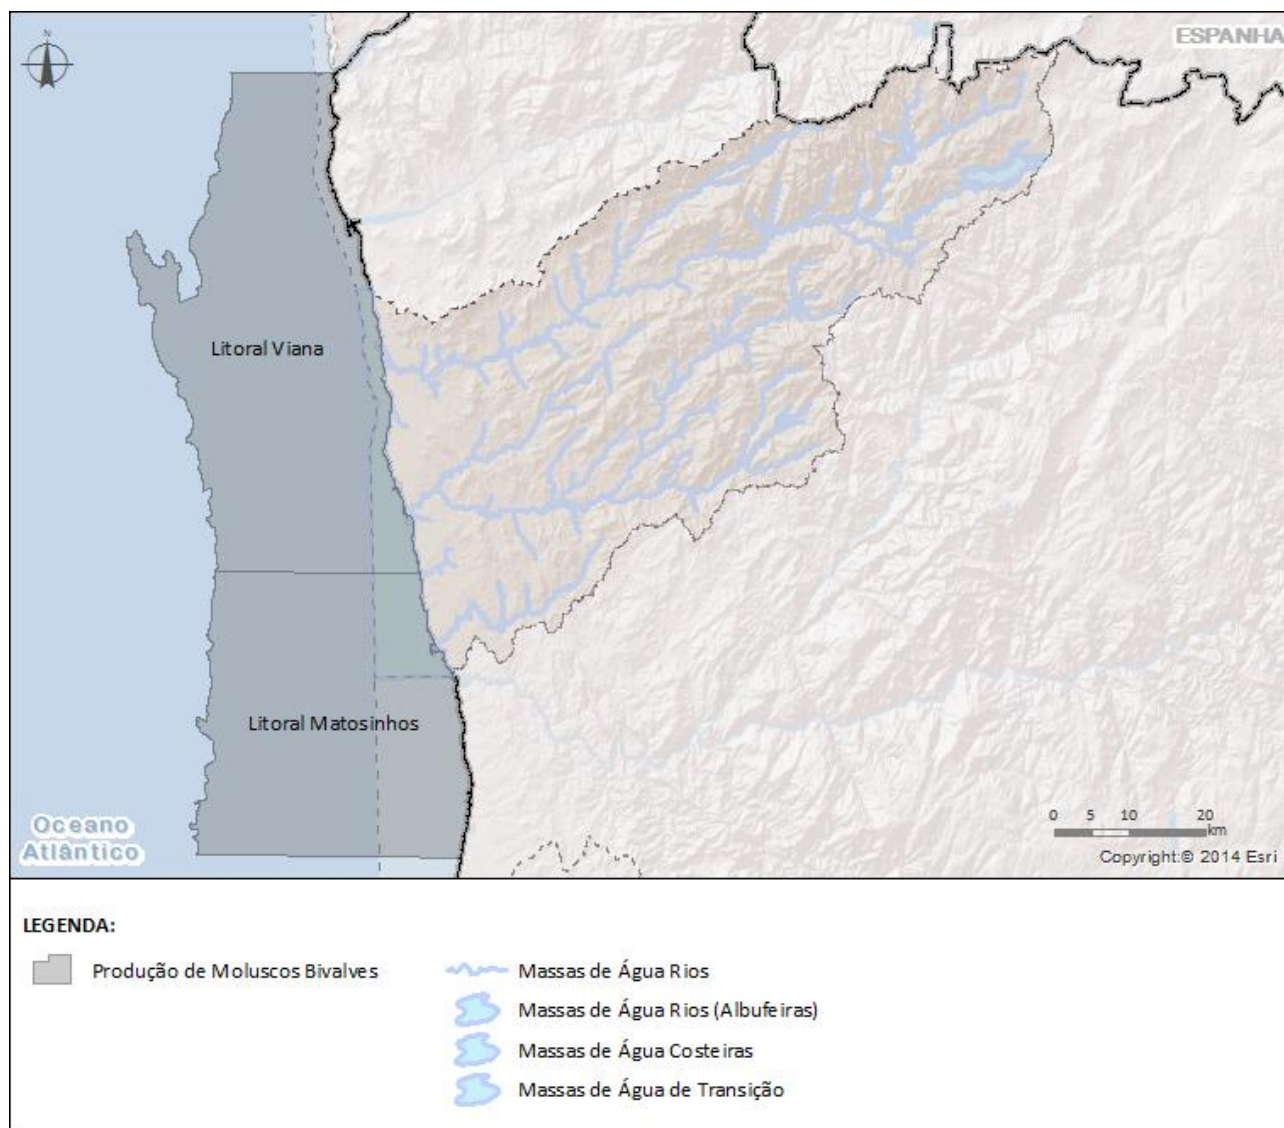 N
ESPANHA
Litoral Viana
Litoral Matosinhos
Oceano
Atlântico
0 5 10 20
km
Copyright:© 2014 Esri
LEGENDA:
Produção de Moluscos Bivalves
Massas de Água Rios
Massas de Água Rios (Albufeiras)
Massas de Água Costeiras
Massas de Água de Transição